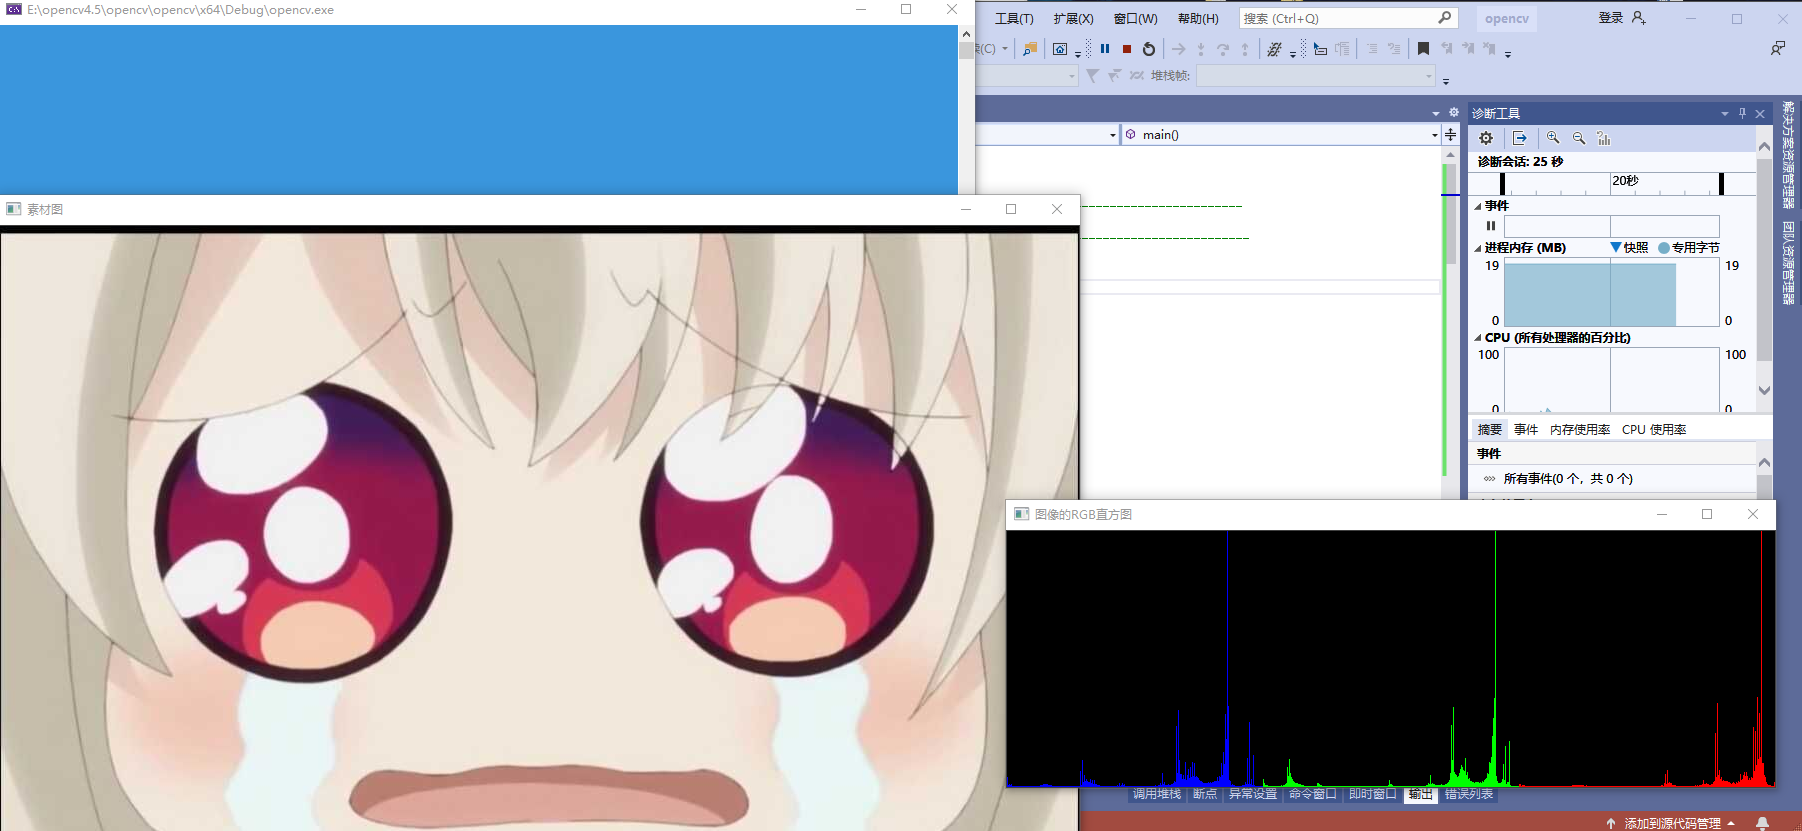 E:\opencv4.5\opencv\opencv\x64\Debug\opencv.exe
工具(T) 扩展(X) 窗口(W) 帮助(H) 搜索 (Ctrl+Q) opencv 登录
(C)
堆栈帧:
main()
诊断工具
诊断会话: 25 秒
20秒
事件
进程内存 (MB) 快照 专用字节
19 19
0 0
CPU (所有处理器的百分比)
100 100
0 0
摘要 事件 内存使用率 CPU 使用率
事件
所有事件(0 个，共 0 个)
解决方案资源管理器
团队资源管理器
素材图
图像的RGB直方图
调用堆栈 断点 异常设置 命令窗口 即时窗口 输出 错误列表
添加到源代码管理